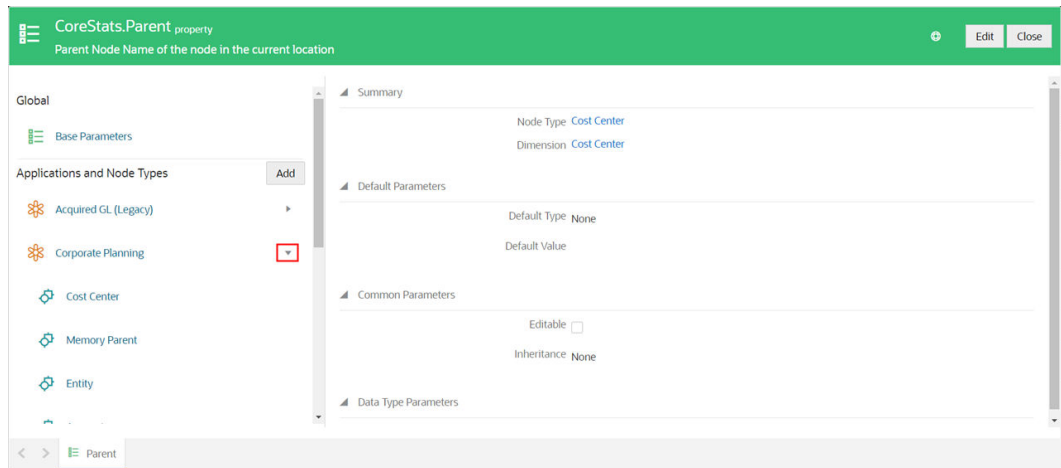 CoreStats.Parent property
Parent Node Name of the node in the current location
Edit
Close
Global
Base Parameters
Applications and Node Types
Add
Acquired GL (Legacy)
Corporate Planning
Cost Center
Memory Parent
Entity
Summary
Node Type Cost Center
Dimension Cost Center
Default Parameters
Default Type None
Default Value
Common Parameters
Editable
Inheritance None
Data Type Parameters
Parent